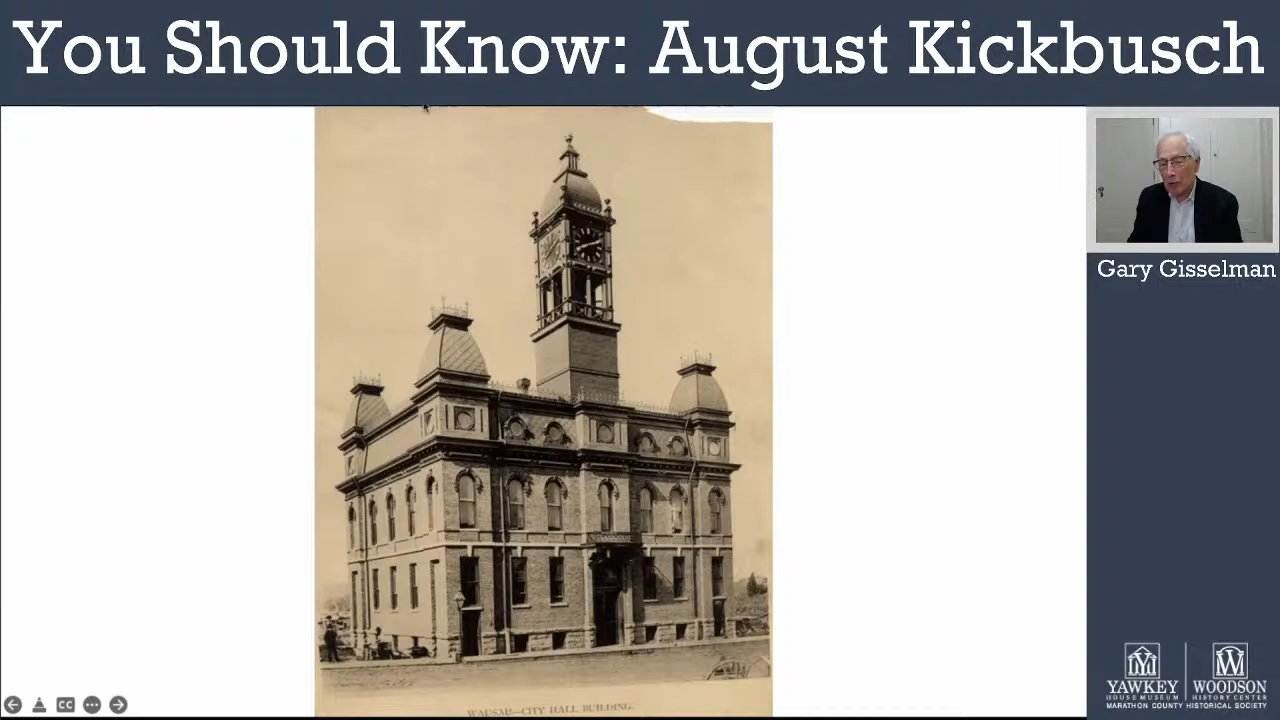 You Should Know: August Kickbusch
Gary Gisselman
WAUSAU—CITY HALL BUILDING.
CC
YAWKEY
HOUSE MUSEUM
WOODSON
HISTORY CENTER
MARATHON COUNTY HISTORICAL SOCIETY